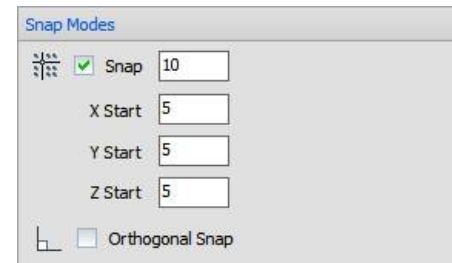 Snap Modes
Snap 10
X Start 5
Y Start 5
Z Start 5
Orthogonal Snap